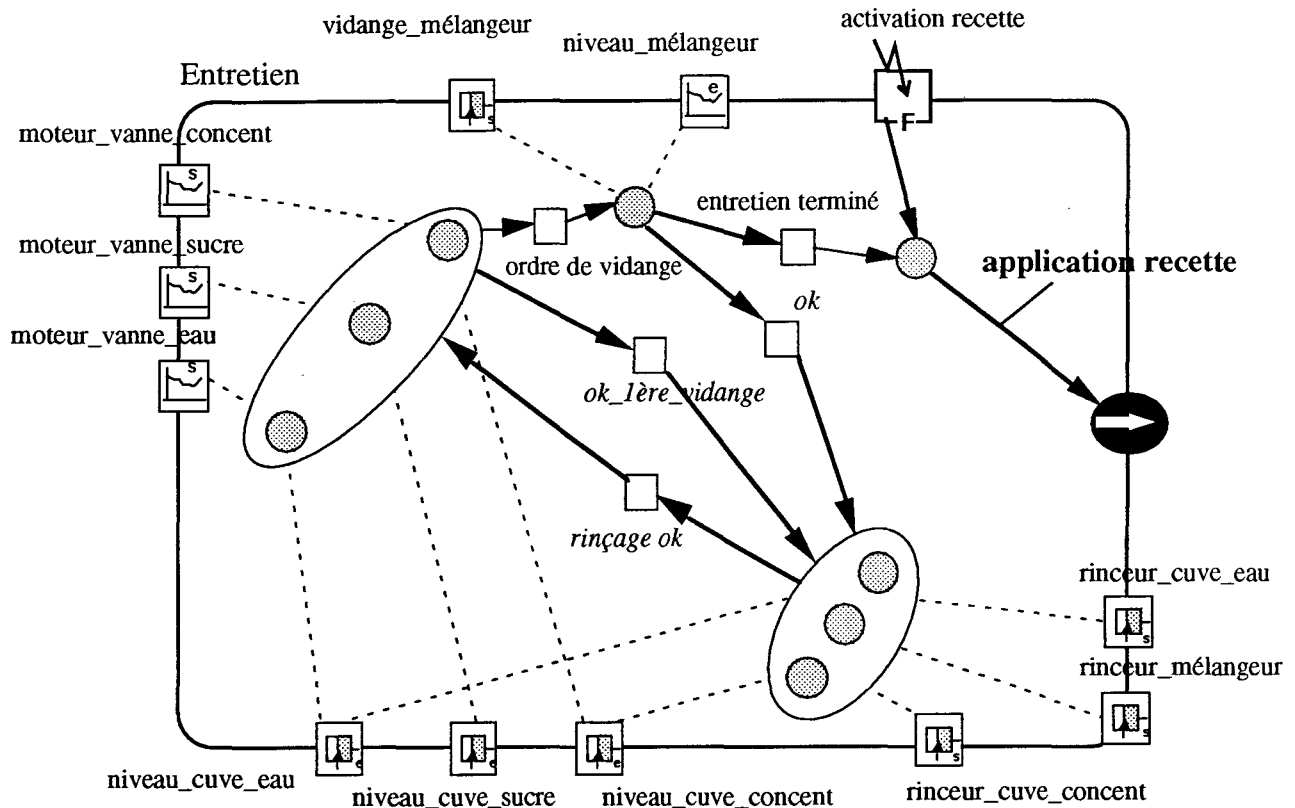 activation recette
vidange_mélangeur
niveau_mélangeur
Entretien
e
s
F
moteur_vanne_concent
s
entretien terminé
moteur_vanne_sucre
s
ordre de vidange
application recette
ok
moteur_vanne_eau
s
ok_1ère_vidange
rinçage ok
rinceur_cuve_eau
s
rinceur_mélangeur
s
e
e
e
s
niveau_cuve_eau
niveau_cuve_sucre
niveau_cuve_concent
rinceur_cuve_concent